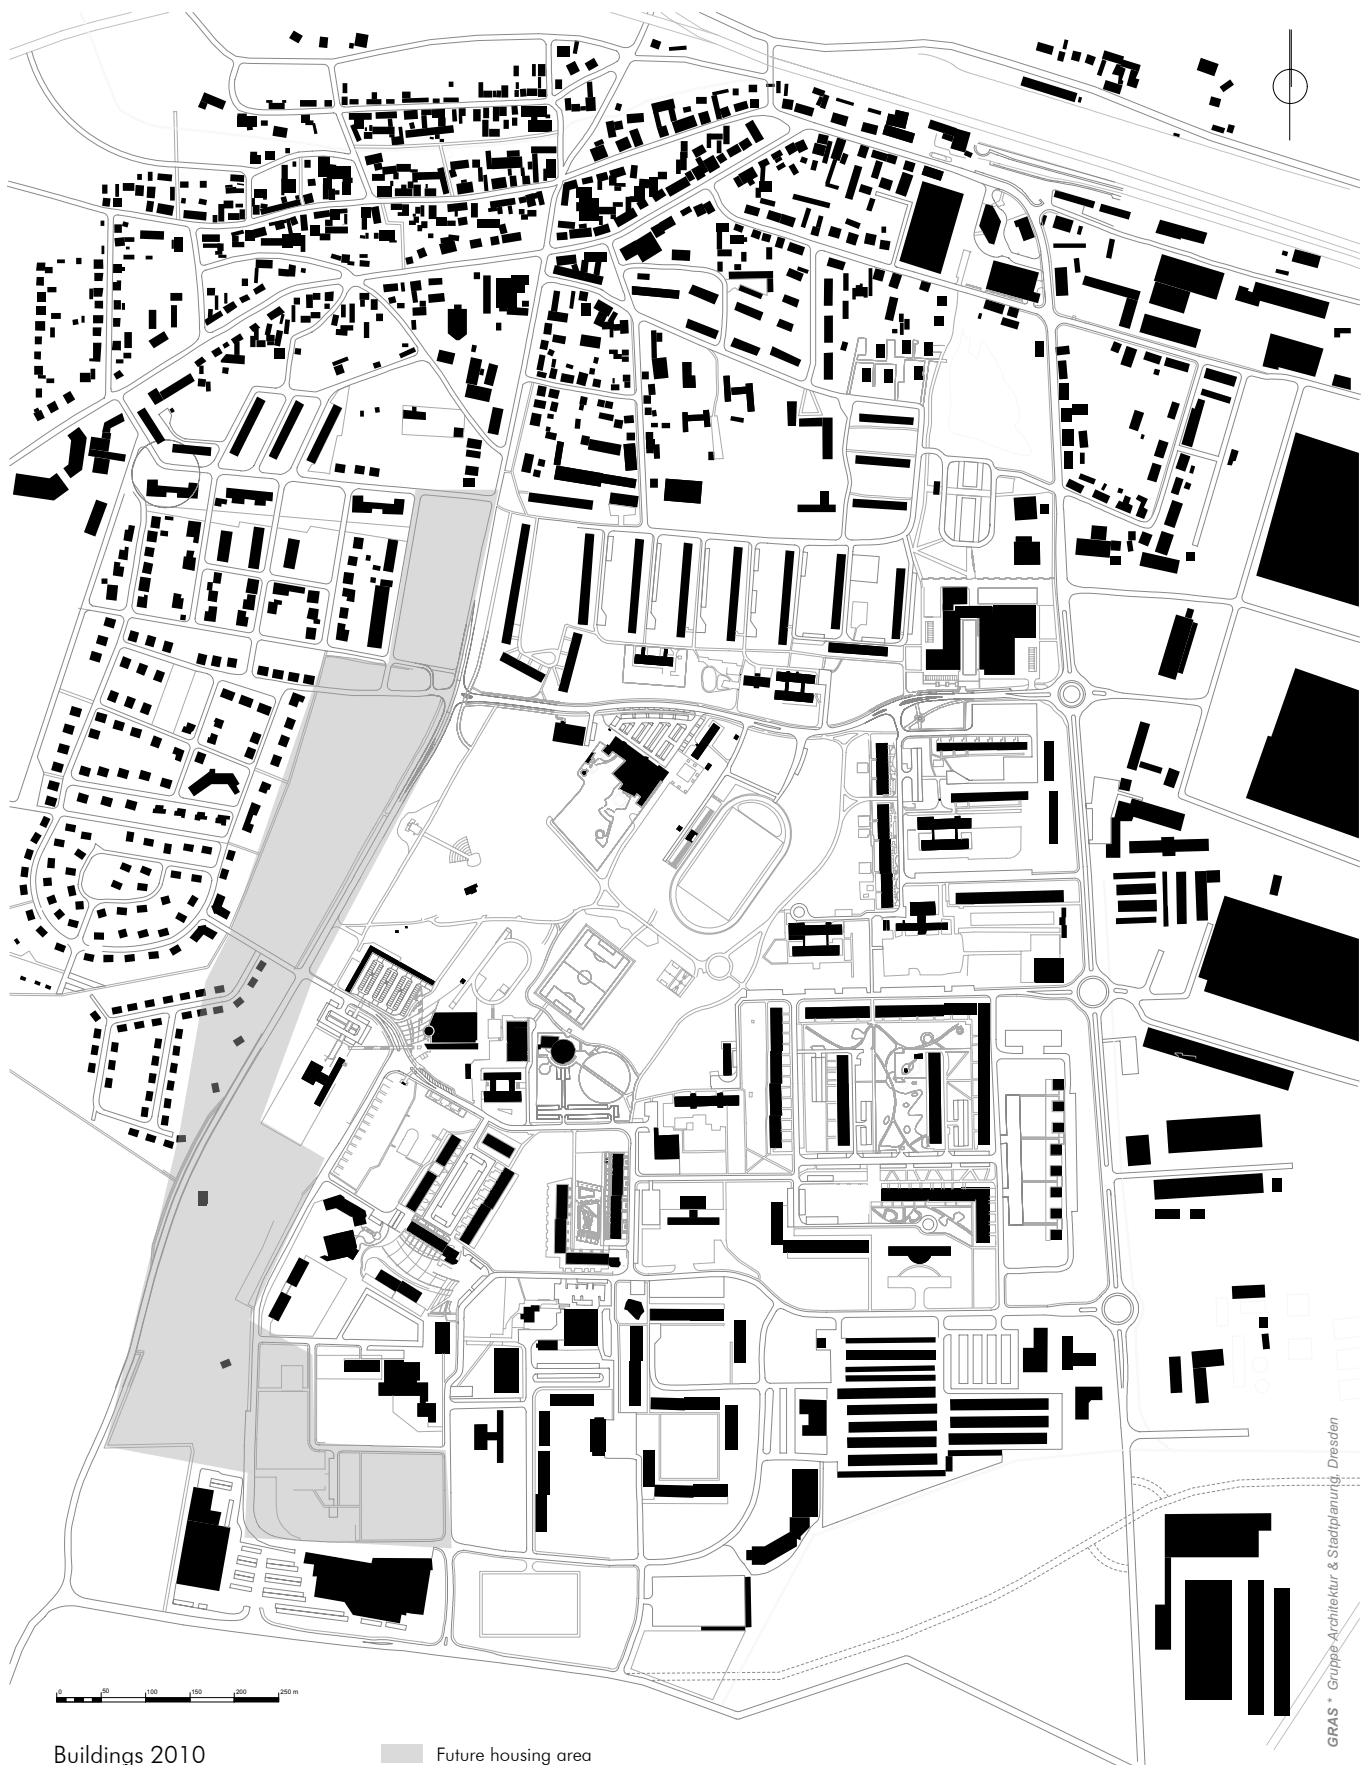 0 50 100 150 200 250 m
Buildings 2010
Future housing area
GRAS * Gruppe Architektur & Stadtplanung, Dresden